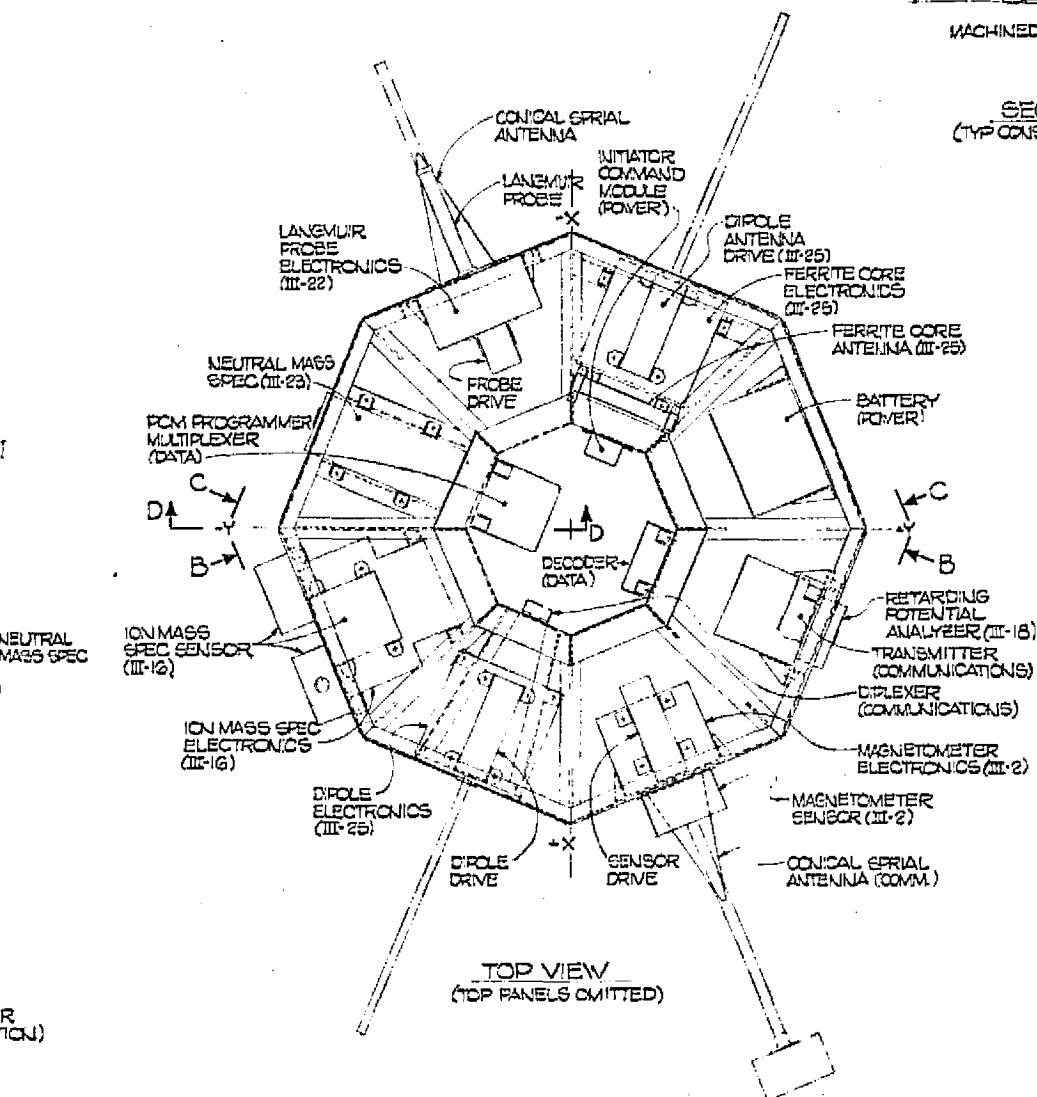 MACHINED
(TYP CONS
CONICAL SPRIAL
ANTENNA
LANGMUIR
PROBE
INITIATOR
COMMAND
MODULE
(POWER)
-X
LANGMUIR
PROBE
ELECTRONICS
(III-22)
DIPOLE
ANTENNA
DRIVE (III-25)
FERRITE CORE
ELECTRONICS
(III-25)
FERRITE CORE
ANTENNA (III-25)
NEUTRAL MASS
SPEC (III-23)
PROBE
DRIVE
BATTERY
(POWER)
PCM PROGRAMMER
MULTIPLEXER
(DATA)
C
C
D
-Y
D
B
B
DECODER
(DATA)
NEUTRAL
MASS SPEC
ION MASS
SPEC SENSOR
(III-16)
RETARDING
POTENTIAL
ANALYZER (III-18)
TRANSMITTER
(COMMUNICATIONS)
DIPLEXER
(COMMUNICATIONS)
ION MASS SPEC
ELECTRONICS
(III-16)
MAGNETOMETER
ELECTRONICS (III-2)
DIPOLE
ELECTRONICS
(III-25)
MAGNETOMETER
SENSOR (III-2)
+X
DIPOLE
DRIVE
SENSOR
DRIVE
CONICAL SPRIAL
ANTENNA (COMM.)
TOP VIEW
(TOP PANELS OMITTED)